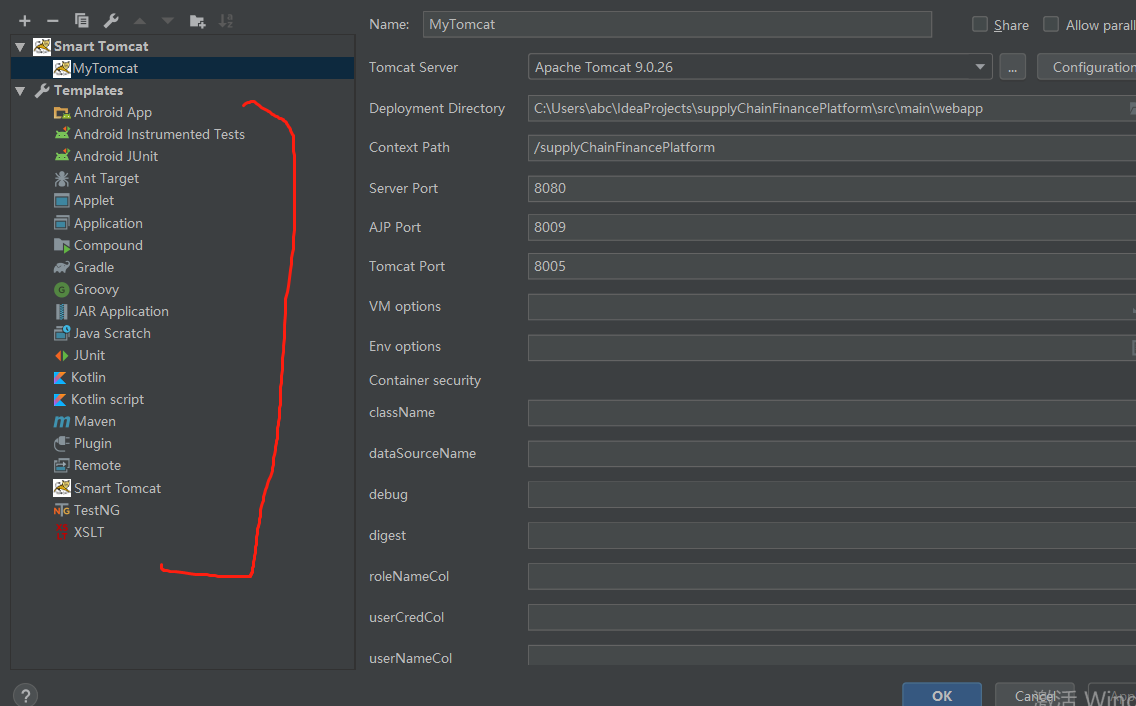 Name: MyTomcat Share Allow parall
Smart Tomcat
MyTomcat
Templates
Android App
Android Instrumented Tests
Android JUnit
Ant Target
Applet
Application
Compound
Gradle
Groovy
JAR Application
Java Scratch
JUnit
Kotlin
Kotlin script
Maven
Plugin
Remote
Smart Tomcat
TestNG
XSLT
Tomcat Server Apache Tomcat 9.0.26 ... Configuration
Deployment Directory C:\Users\abc\IdeaProjects\supplyChainFinancePlatform\src\main\webapp
Context Path /supplyChainFinancePlatform
Server Port 8080
AJP Port 8009
Tomcat Port 8005
VM options
Env options
Container security
className
dataSourceName
debug
digest
roleNameCol
userCredCol
userNameCol
? OK Cancel
激活 Wind